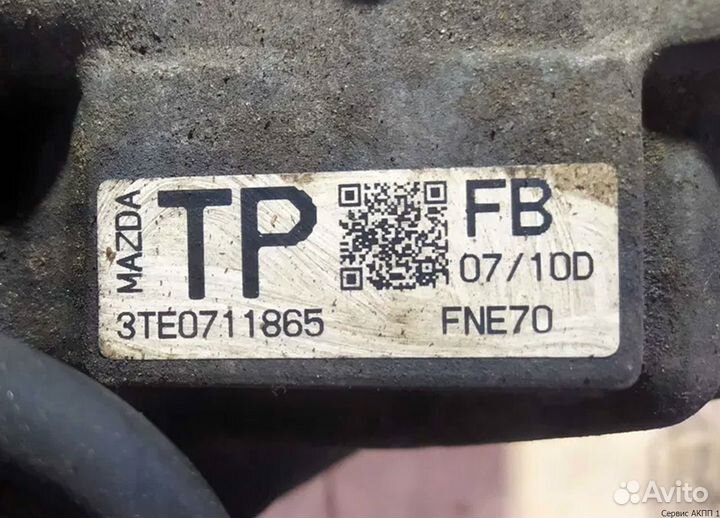 MAZDA
TP
FB
07/10D
3TE0711865
FNE70
Avito
Сервис АКПП 1